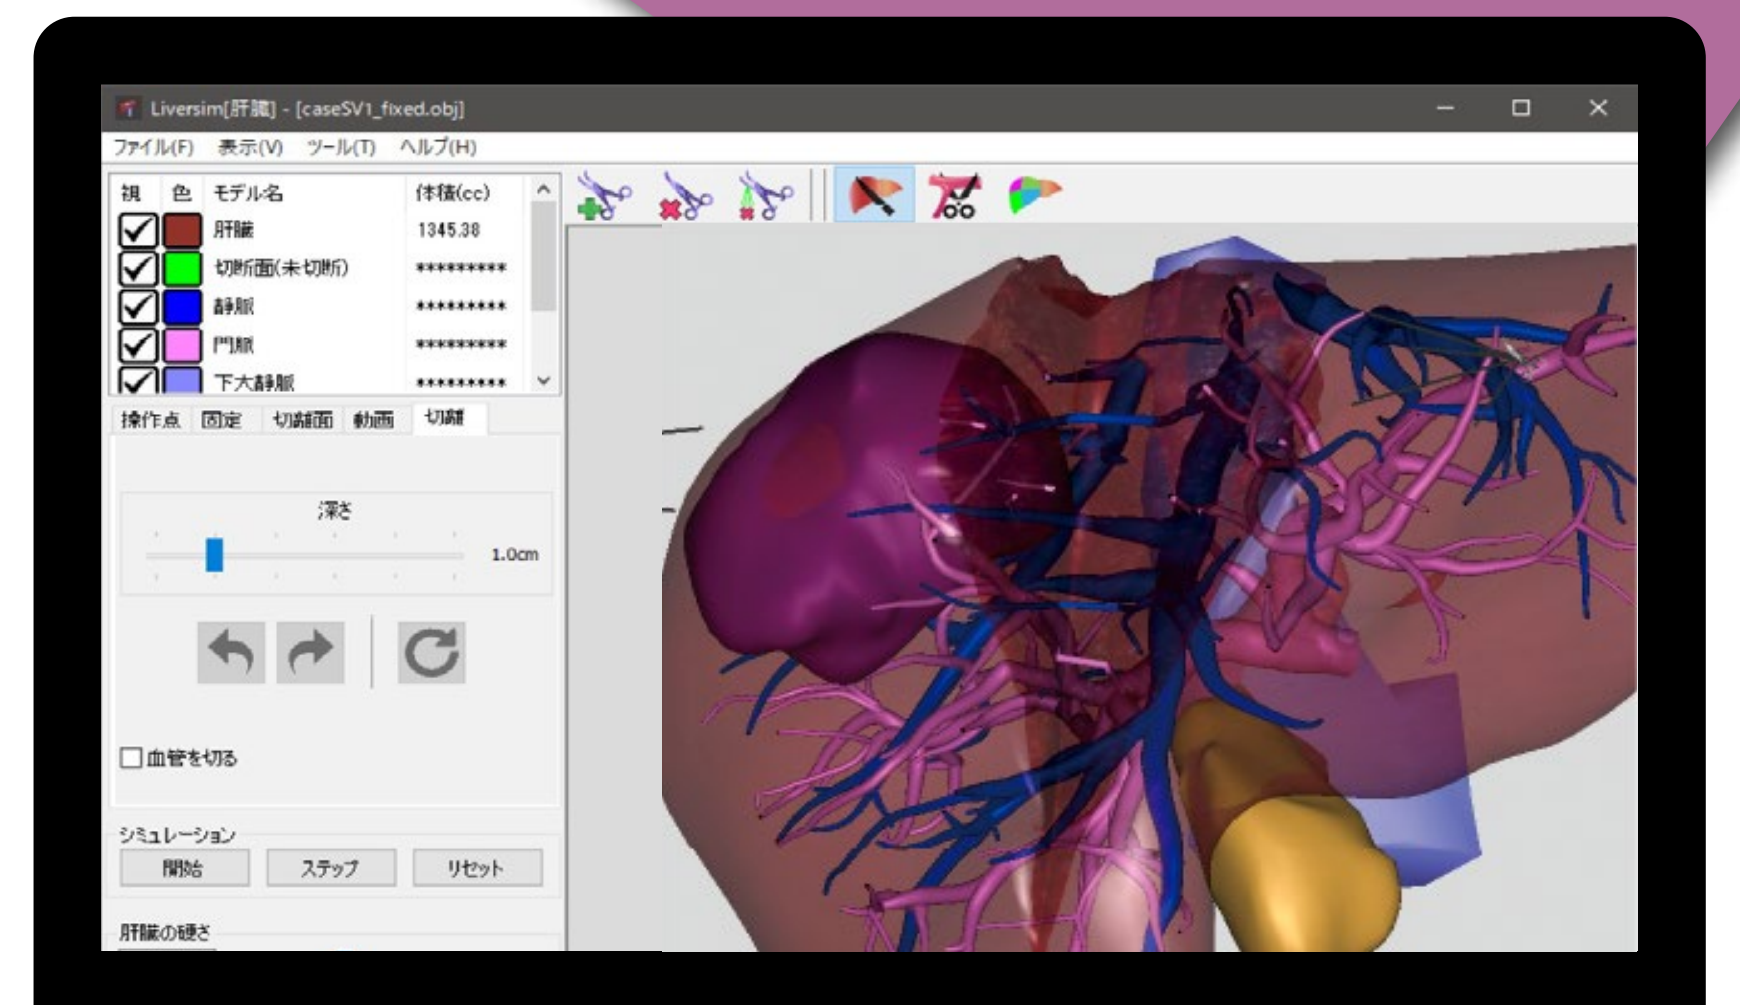 Liversim[肝臓] - [caseSV1_fixed.obj]
ファイル(F) 表示(V) ツール(T) ヘルプ(H)
視 色 モデル名 体積(cc)
肝臓 1345.38
切断面(未切断) *********
静脈 *********
門脈 *********
下大静脈 *********
操作点 固定 切離面 動画 切離
深さ
1.0cm
血管を切る
シミュレーション
開始 ステップ リセット
肝臓の硬さ